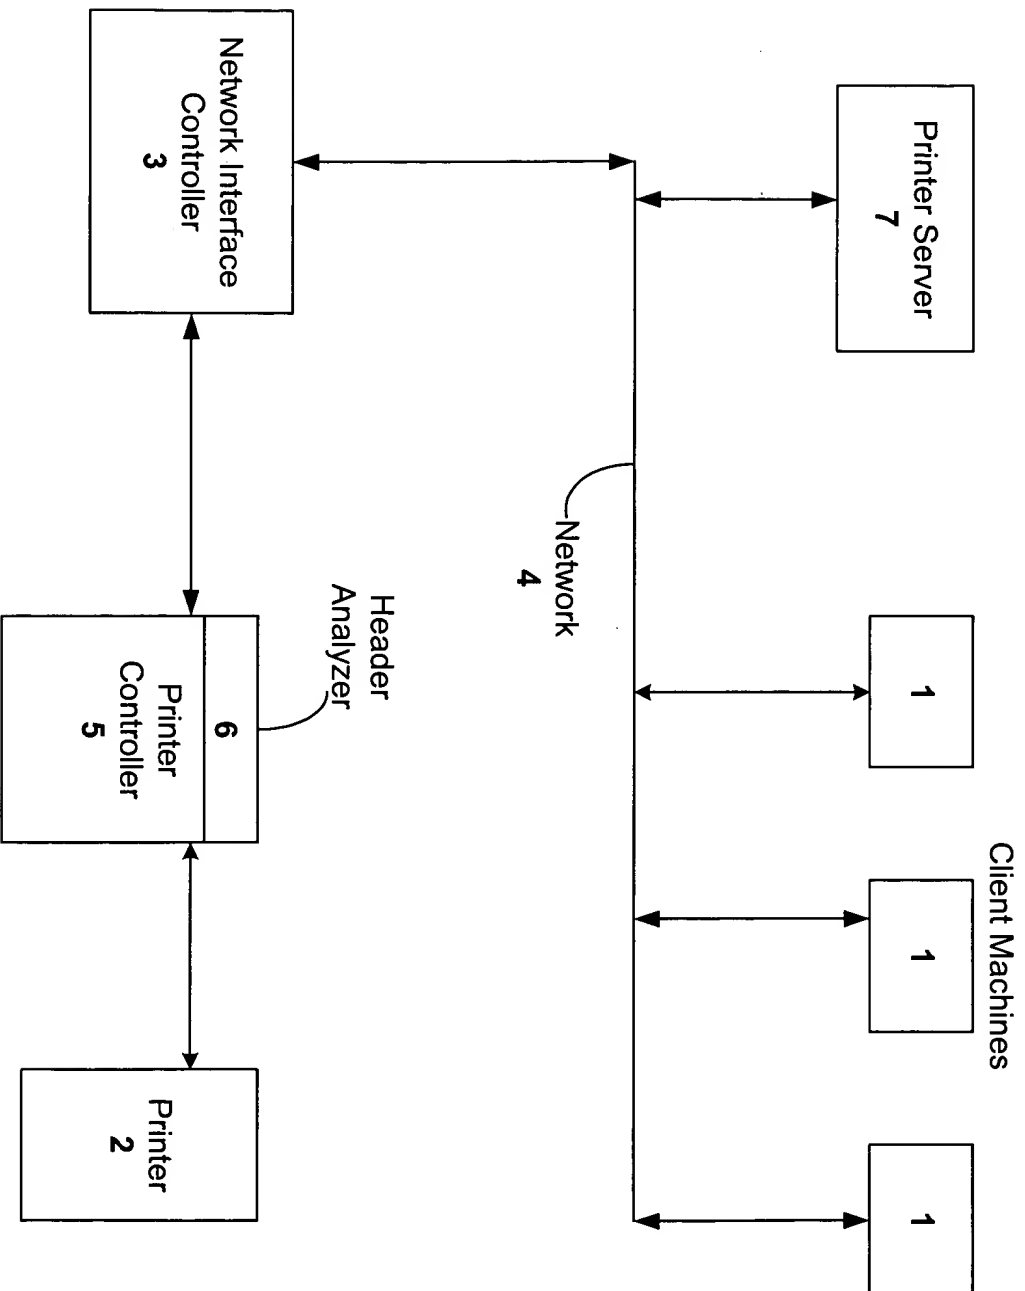 Client Machines
Printer Server
7
1
1
1
Network
4
Header
Analyzer
Network Interface
Controller
3
6
Printer
Controller
5
Printer
2